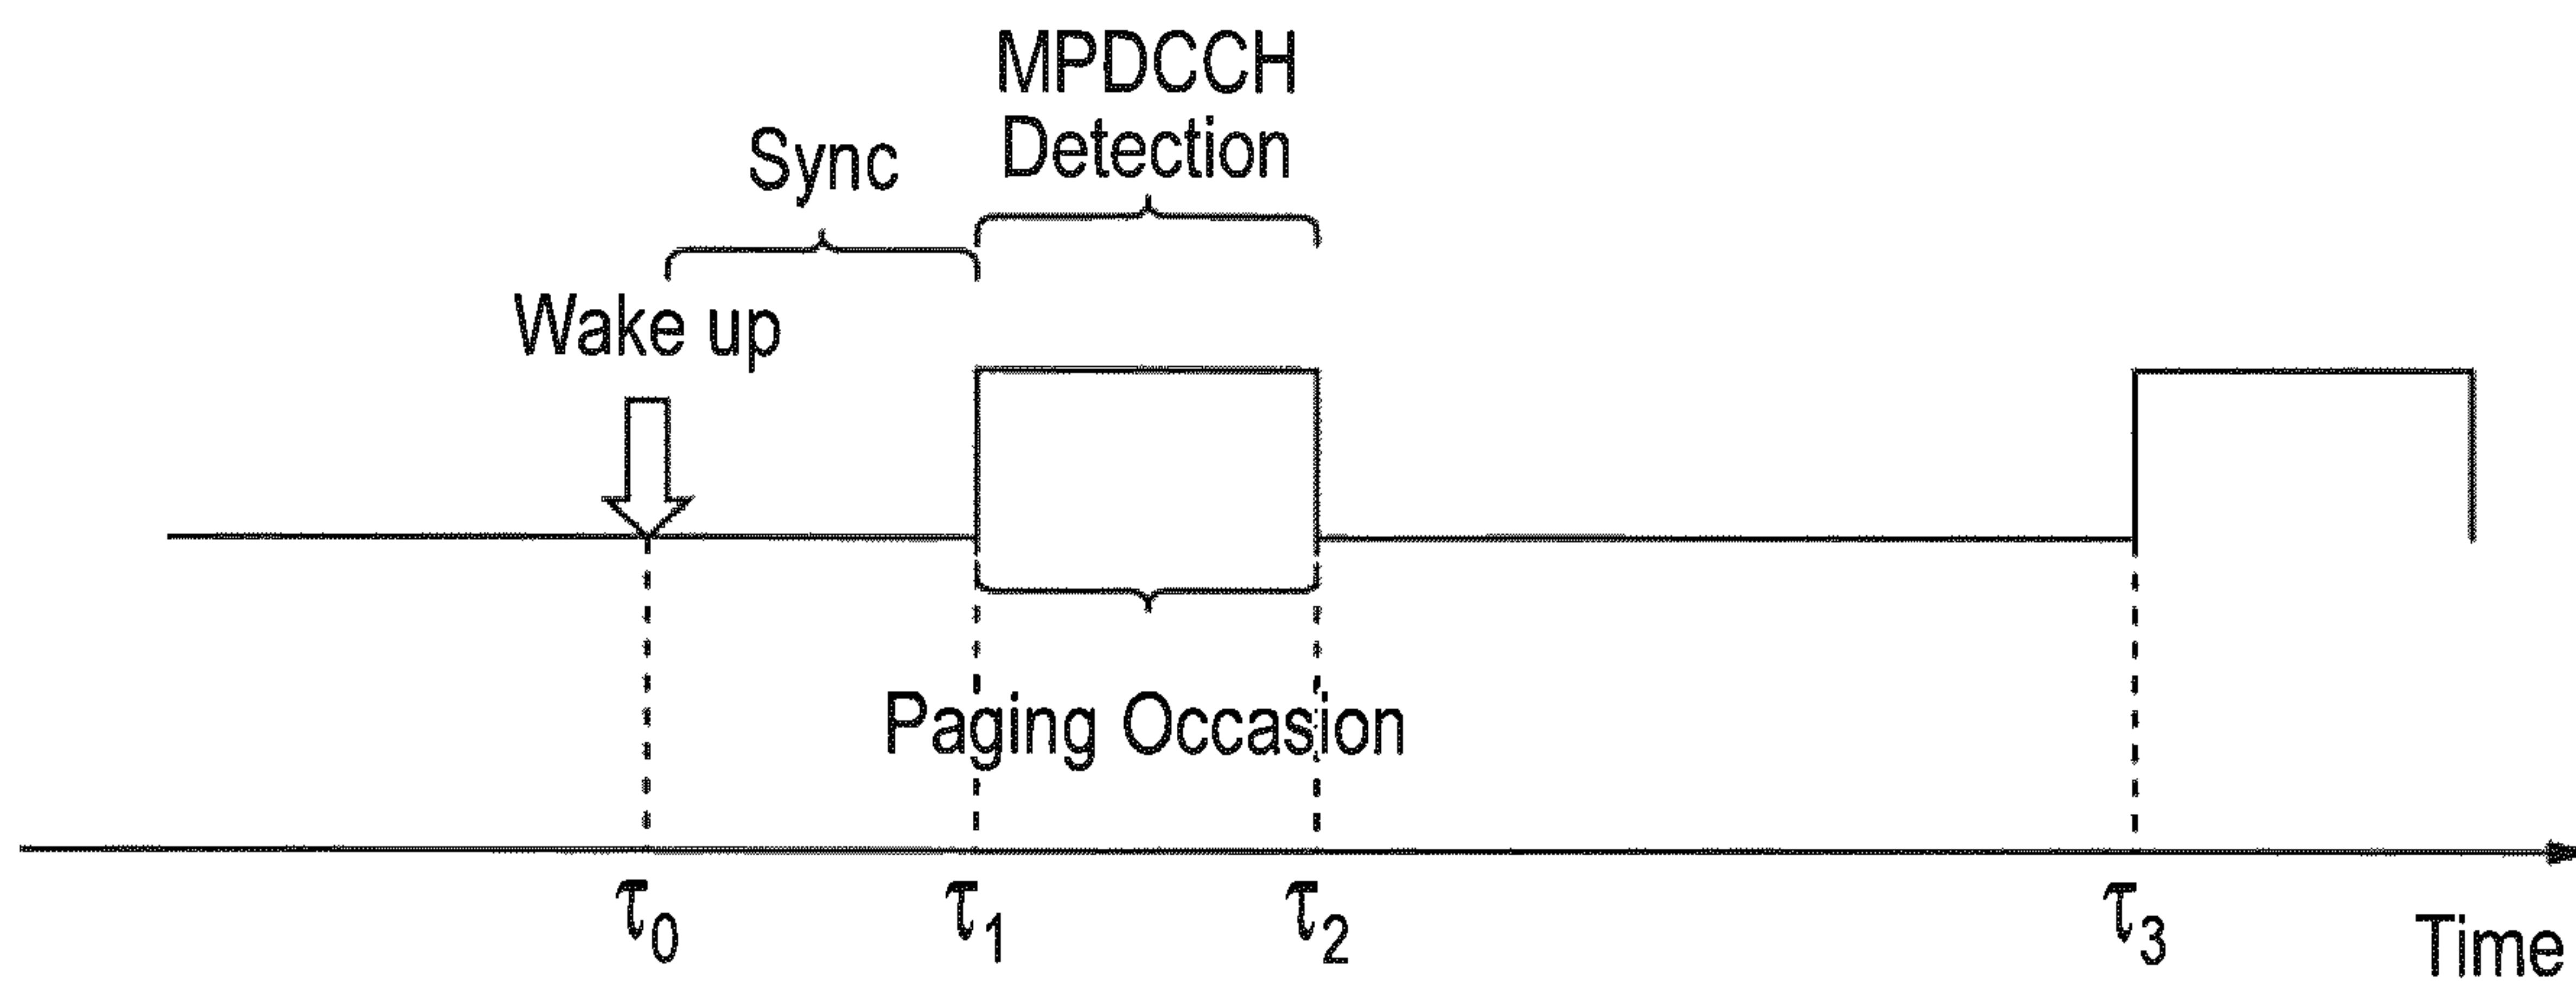 MPDCCH
Detection
Sync
Wake up
Paging Occasion
τ0
τ1
τ2
τ3
Time